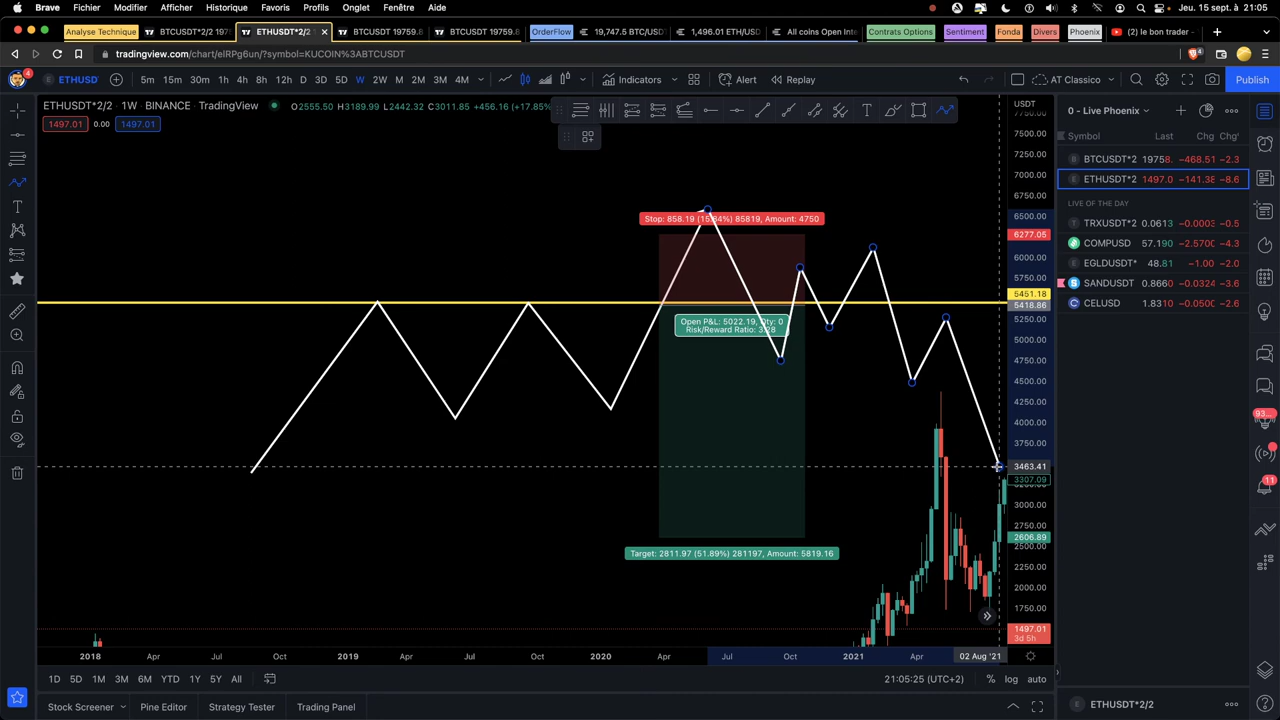 Brave Fichier Modifier Afficher Historique Favoris Profils Onglet Fenêtre Aide Jeu. 15 sept. à 21:05
Analyse Technique BTCUSDT*2/2 197 ETHUSDT*2/2 1 BTCUSDT 19759.8 BTCUSDT 19759.8 OrderFlow 19,747.5 BTC/USD 1,496.01 ETH/USD All coins Open Inte Contrats Options Sentiment Fonda Divers Phoenix (2) le bon trader -
tradingview.com/chart/elRPg6un/?symbol=KUCOIN%3ABTCUSDT
4 ETHUSD 5m 15m 30m 1h 4h 8h 12h D 3D 5D W 2W M 2M 3M 4M Indicators Alert Replay AT Classico Publish
ETHUSDT*2/2 · 1W · BINANCE · TradingView O2555.50 H3189.99 L2442.32 C3011.85 +456.16 (+17.85%
1497.01 0.00 1497.01
USDT
7750.00
7500.00
7250.00
7000.00
6750.00
6500.00
6277.05
6000.00
5750.00
5451.18
5418.86
5250.00
5000.00
4750.00
4500.00
4250.00
4000.00
3750.00
3463.41
3307.09
3000.00
2750.00
2606.89
2500.00
2250.00
2000.00
1750.00
1497.01
3d 5h
Stop: 858.19 (15.84%) 85819, Amount: 4750
Open P&L: 5022.19, Qty: 0
Risk/Reward Ratio: 3.28
Target: 2811.97 (51.89%) 281197, Amount: 5819.16
2018 Apr Jul Oct 2019 Apr Jul Oct 2020 Apr Jul Oct 2021 Apr 02 Aug '21
1D 5D 1M 3M 6M YTD 1Y 5Y All 21:05:25 (UTC+2) % log auto
Stock Screener Pine Editor Strategy Tester Trading Panel
0 - Live Phoenix
Symbol Last Chg Chg
BTCUSDT*2 19758. −468.51 −2.3
ETHUSDT*2 1497.0 −141.38 −8.6
LIVE OF THE DAY
TRXUSDT*2 0.0613 −0.0003 −0.5
COMPUSD 57.190 −2.5700 −4.3
EGLDUSDT* 48.81 −1.00 −2.0
SANDUSDT 0.8660 −0.0324 −3.6
CELUSD 1.8310 −0.0500 −2.6
93
11
ETHUSDT*2/2